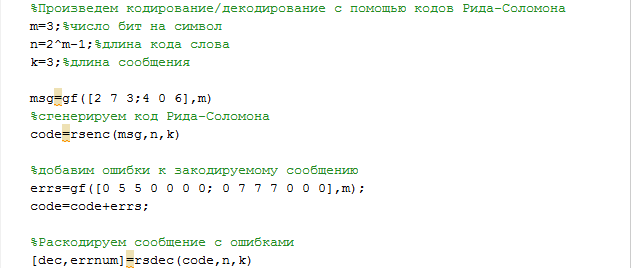 %Произведем кодирование/декодирование с помощью кодов Рида-Соломона
m=3;%число бит на символ
n=2^m-1;%длина кода слова
k=3;%длина сообщения
msg=gf([2 7 3;4 0 6],m)
%сгенерируем код Рида-Соломона
code=rsenc(msg,n,k)
%добавим ошибки к закодируемому сообщению
errs=gf([0 5 5 0 0 0 0; 0 7 7 7 0 0 0],m);
code=code+errs;
%Раскодируем сообщение с ошибками
[dec,errnum]=rsdec(code,n,k)